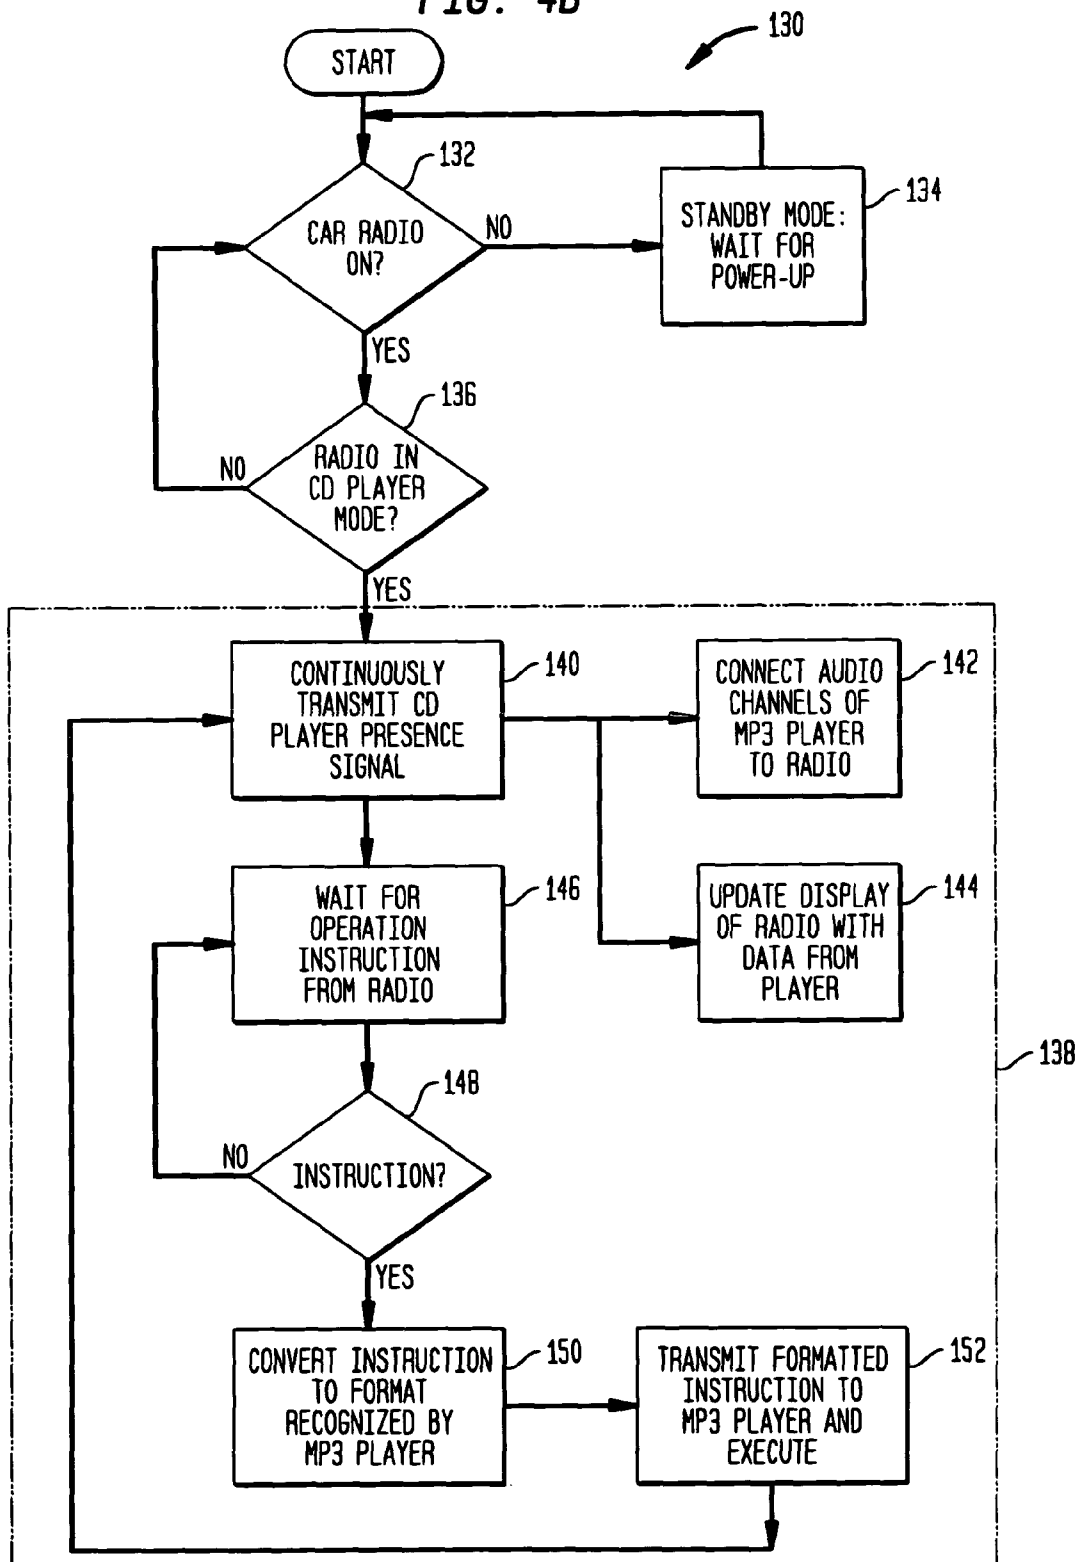 FIG. 4B
130
START
132
CAR RADIO
ON?
NO
134
STANDBY MODE:
WAIT FOR
POWER-UP
YES
136
RADIO IN
CD PLAYER
MODE?
NO
YES
140
CONTINUOUSLY
TRANSMIT CD
PLAYER PRESENCE
SIGNAL
142
CONNECT AUDIO
CHANNELS OF
MP3 PLAYER
TO RADIO
146
WAIT FOR
OPERATION
INSTRUCTION
FROM RADIO
144
UPDATE DISPLAY
OF RADIO WITH
DATA FROM
PLAYER
138
148
INSTRUCTION?
NO
YES
150
CONVERT INSTRUCTION
TO FORMAT
RECOGNIZED BY
MP3 PLAYER
152
TRANSMIT FORMATTED
INSTRUCTION TO
MP3 PLAYER AND
EXECUTE